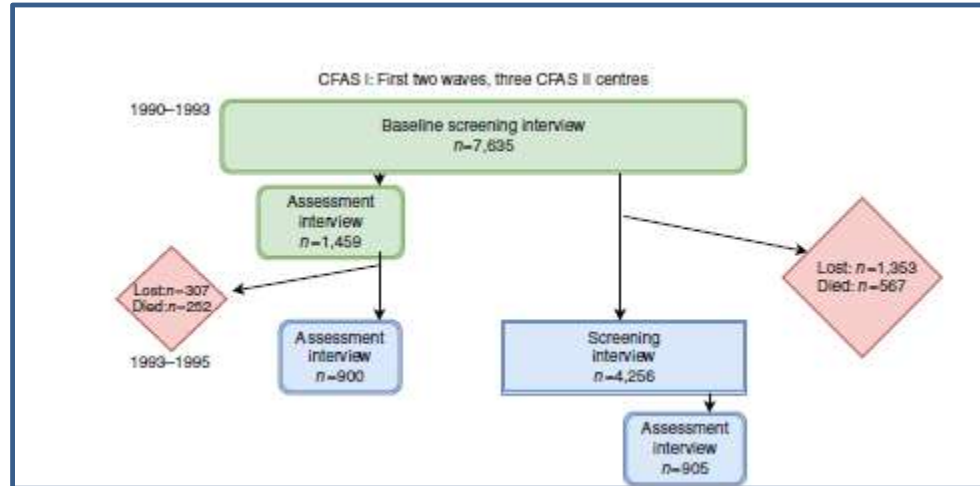 CFAS I: First two waves, three CFAS II centres
1990–1993
Baseline screening interview
n=7,635
Assessment
interview
n=1,459
Lost:n=307
Died:n=252
Lost: n=1,353
Died: n=567
1993–1995
Assessment
interview
n=900
Screening
interview
n=4,256
Assessment
interview
n=905